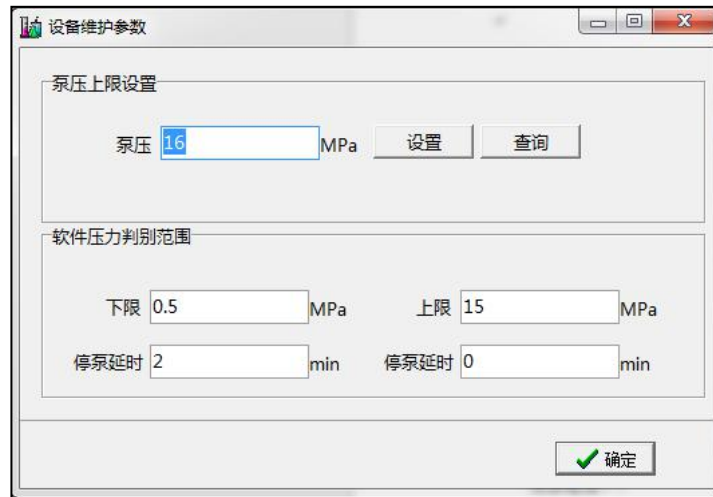 设备维护参数
泵压上限设置
泵压 16 MPa 设置 查询
软件压力判别范围
下限 0.5 MPa 上限 15 MPa
停泵延时 2 min 停泵延时 0 min
确定